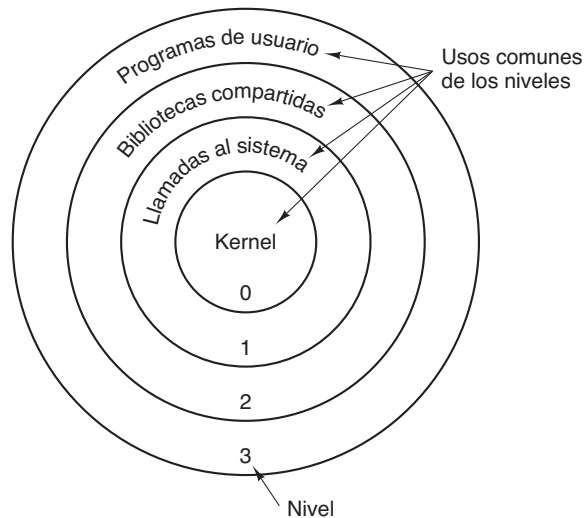 Programas de usuario
Usos comunes
de los niveles
Bibliotecas compartidas
Llamadas al sistema
Kernel
0
1
2
3
Nivel